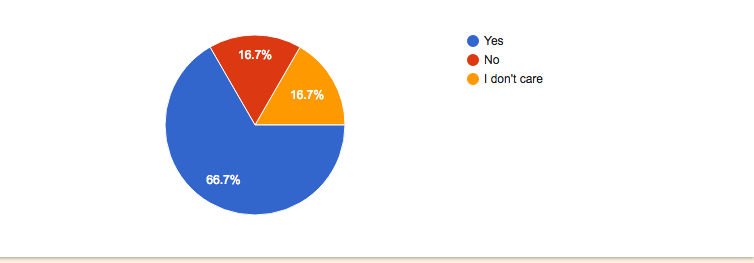 16.7%
16.7%
66.7%
Yes
No
I don't care